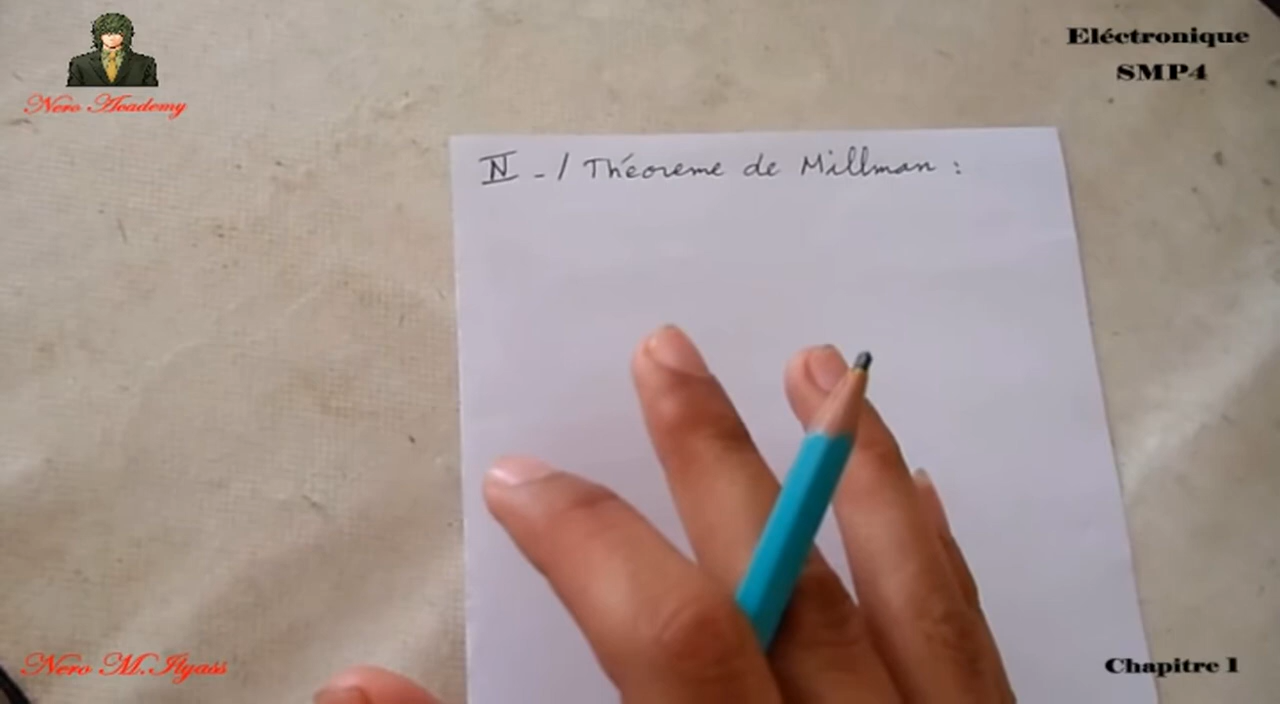 Nero Academy
Eléctronique
SMP4
IV - / Théoreme de Millman :
Nero M.Ilyass
Chapitre 1